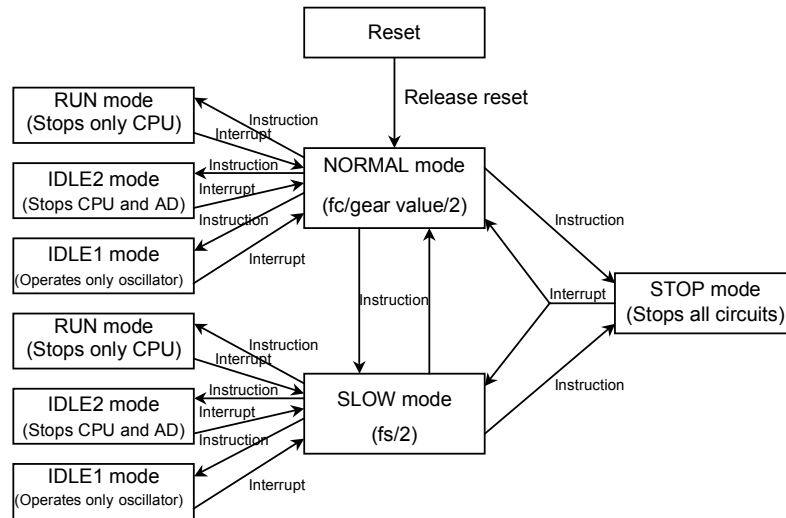 Reset
Release reset
RUN mode
(Stops only CPU)
Instruction
Interrupt
IDLE2 mode
(Stops CPU and AD)
Instruction
Interrupt
IDLE1 mode
(Operates only oscillator)
Instruction
Interrupt
NORMAL mode
(fc/gear value/2)
Instruction
Instruction
Interrupt
STOP mode
(Stops all circuits)
Instruction
RUN mode
(Stops only CPU)
Instruction
Interrupt
IDLE2 mode
(Stops CPU and AD)
Instruction
Interrupt
IDLE1 mode
(Operates only oscillator)
Instruction
Interrupt
SLOW mode
(fs/2)